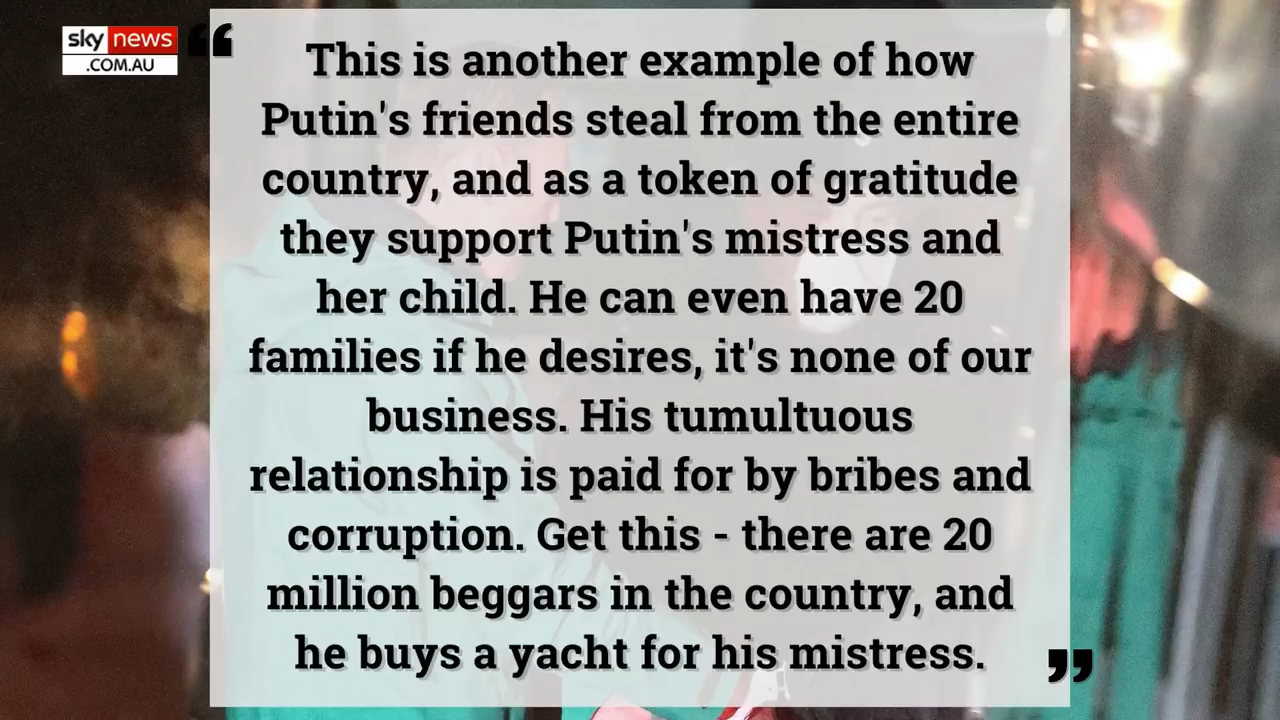 sky news
.COM.AU
“
This is another example of how
Putin's friends steal from the entire
country, and as a token of gratitude
they support Putin's mistress and
her child. He can even have 20
families if he desires, it's none of our
business. His tumultuous
relationship is paid for by bribes and
corruption. Get this - there are 20
million beggars in the country, and
he buys a yacht for his mistress.
”